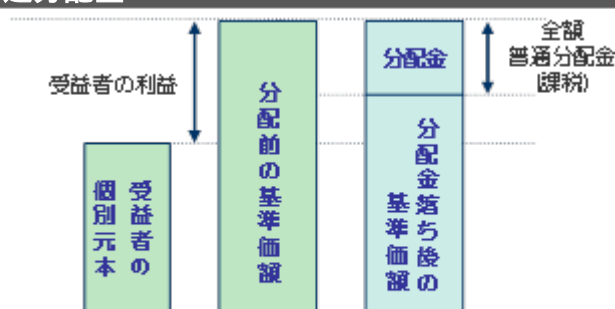 受益者の利益
受益者の
個別元本
分配前の基準価額
分配金
分配金落ち後の
基準価額
全額
普通分配金
(課税)